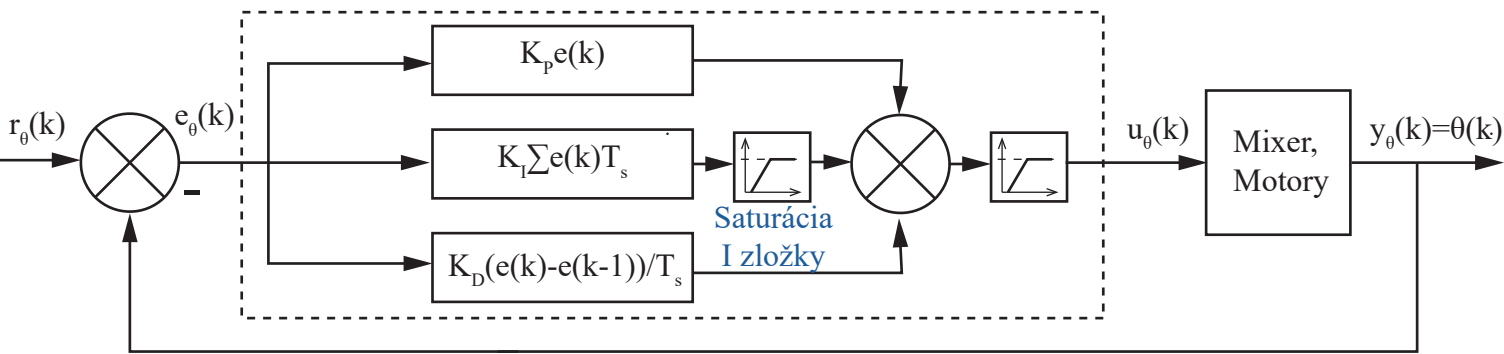 K_P e(k)
r_θ(k)
e_θ(k)
-
K_I∑e(k)T_s
u_θ(k)
Mixer,
Motory
y_θ(k)=θ(k)
Saturácia
I zložky
K_D(e(k)-e(k-1))/T_s